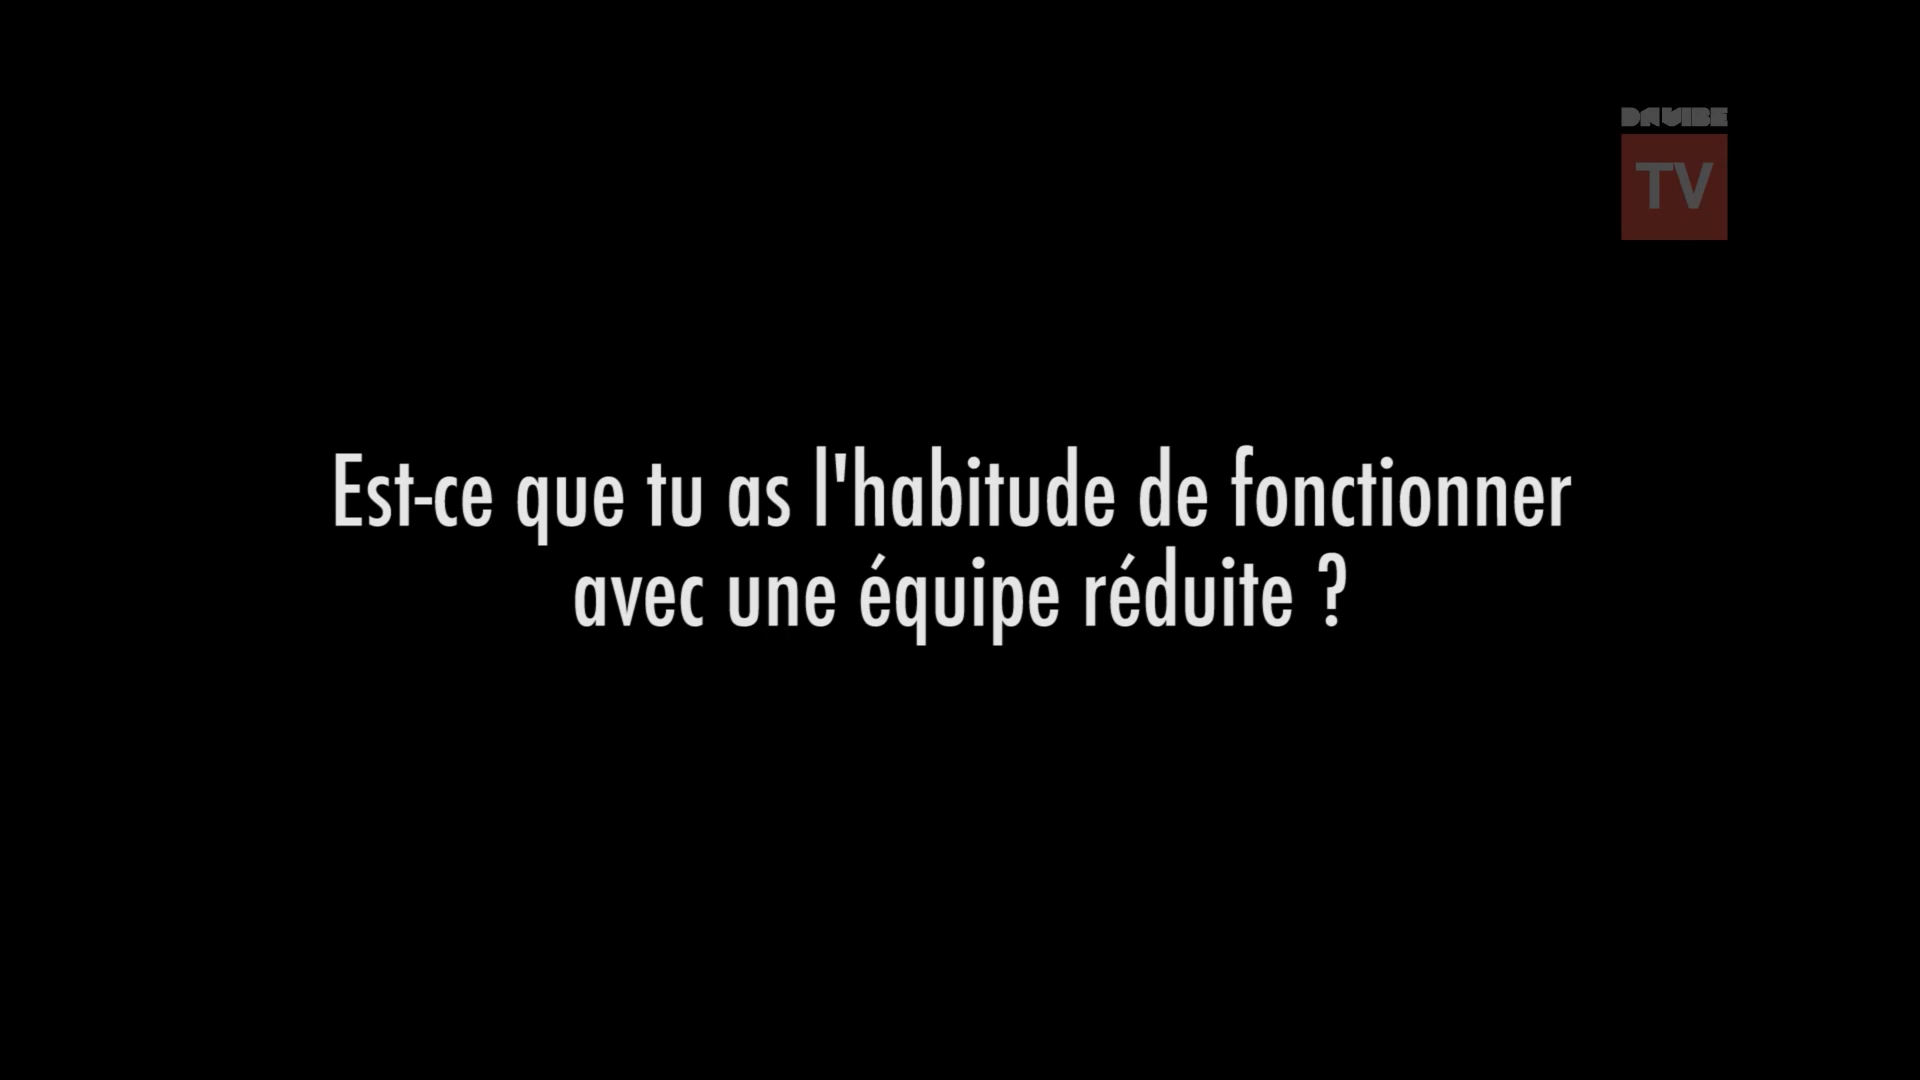 DAVIBE
TV
Est-ce que tu as l'habitude de fonctionner
avec une équipe réduite ?